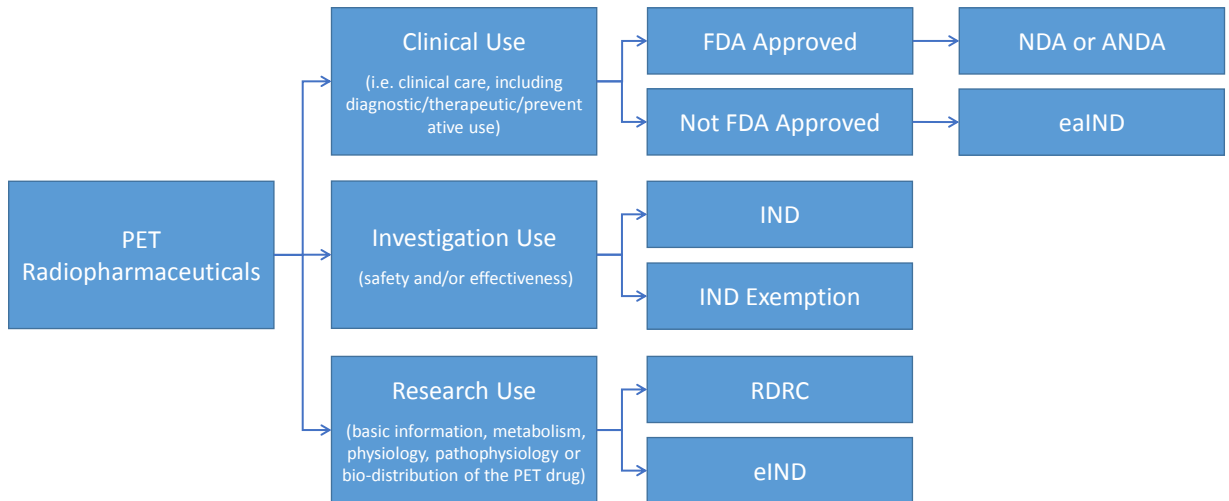 PET
Radiopharmaceuticals
Clinical Use
(i.e. clinical care, including
diagnostic/therapeutic/prevent
ative use)
FDA Approved
NDA or ANDA
Not FDA Approved
eaIND
Investigation Use
(safety and/or effectiveness)
IND
IND Exemption
Research Use
(basic information, metabolism,
physiology, pathophysiology or
bio-distribution of the PET drug)
RDRC
eIND